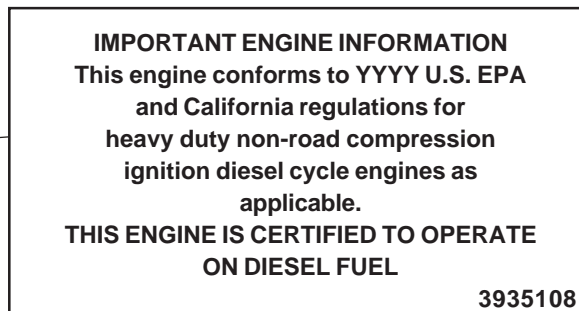 IMPORTANT ENGINE INFORMATION
This engine conforms to YYYY U.S. EPA
and California regulations for
heavy duty non-road compression
ignition diesel cycle engines as
applicable.
THIS ENGINE IS CERTIFIED TO OPERATE
ON DIESEL FUEL
3935108